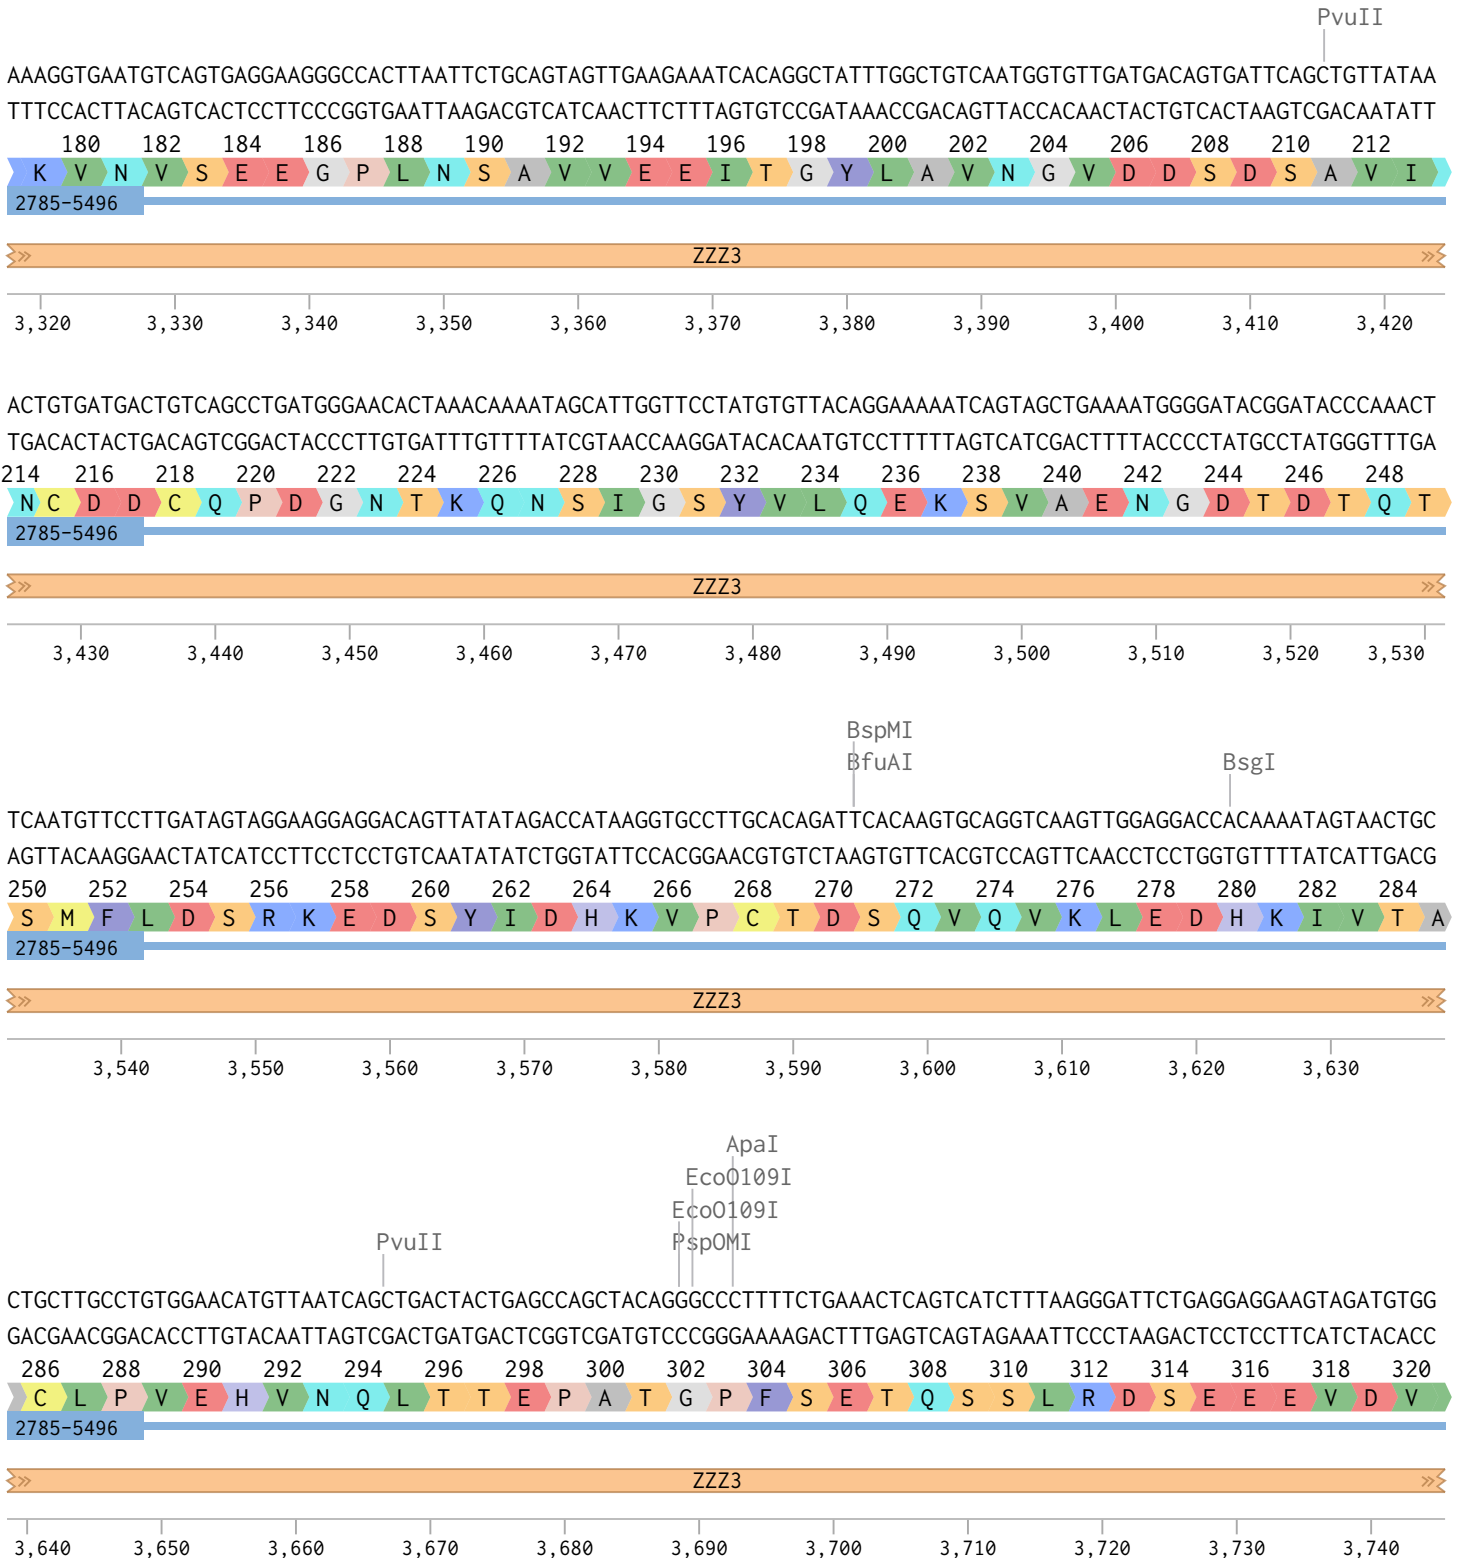 PvuII
AAAGGTGAATGTCAGTGAGGAAGGGCCACTTAATTCTGCAGTAGTTGAAGAAATCACAGGCTATTTGGCTGTCAATGGTGTTGATGACAGTGATTCAGCTGTTATAA
TTTCCACTTACAGTCACTCCTTCCCGGTGAATTAAGACGTCATCAACTTCTTTAGTGTCCGATAAACCGACAGTTACCACAACTACTGTCACTAAGTCGACAATATT
180 182 184 186 188 190 192 194 196 198 200 202 204 206 208 210 212
K V N V S E E G P L N S A V V E E I T G Y L A V N G V D D S D S A V I
2785-5496
ZZZ3
3,320 3,330 3,340 3,350 3,360 3,370 3,380 3,390 3,400 3,410 3,420
ACTGTGATGACTGTCAGCCTGATGGGAACACTAAACAAAATAGCATTGGTTCCTATGTGTTACAGGAAAAATCAGTAGCTGAAAATGGGGATACGGATACCCAAACT
TGACACTACTGACAGTCGGACTACCCTTGTGATTTGTTTTATCGTAACCAAGGATACACAATGTCCTTTTTAGTCATCGACTTTTACCCCTATGCCTATGGGTTTGA
214 216 218 220 222 224 226 228 230 232 234 236 238 240 242 244 246 248
N C D D C Q P D G N T K Q N S I G S Y V L Q E K S V A E N G D T D T Q T
2785-5496
ZZZ3
3,430 3,440 3,450 3,460 3,470 3,480 3,490 3,500 3,510 3,520 3,530
BspMI
BfuAI BsgI
TCAATGTTCCTTGATAGTAGGAAGGAGGACAGTTATATAGACCATAAGGTGCCTTGCACAGATTCACAAGTGCAGGTCAAGTTGGAGGACCACAAAATAGTAACTGC
AGTTACAAGGAACTATCATCCTTCCTCCTGTCAATATATCTGGTATTCCACGGAACGTGTCTAAGTGTTCACGTCCAGTTCAACCTCCTGGTGTTTTATCATTGACG
250 252 254 256 258 260 262 264 266 268 270 272 274 276 278 280 282 284
S M F L D S R K E D S Y I D H K V P C T D S Q V Q V K L E D H K I V T A
2785-5496
ZZZ3
3,540 3,550 3,560 3,570 3,580 3,590 3,600 3,610 3,620 3,630
ApaI
EcoO109I
EcoO109I
PvuII PspOMI
CTGCTTGCCTGTGGAACATGTTAATCAGCTGACTACTGAGCCAGCTACAGGGCCCTTTTCTGAAACTCAGTCATCTTTAAGGGATTCTGAGGAGGAAGTAGATGTGG
GACGAACGGACACCTTGTACAATTAGTCGACTGATGACTCGGTCGATGTCCCGGGAAAAGACTTTGAGTCAGTAGAAATTCCCTAAGACTCCTCCTTCATCTACACC
286 288 290 292 294 296 298 300 302 304 306 308 310 312 314 316 318 320
C L P V E H V N Q L T T E P A T G P F S E T Q S S L R D S E E E V D V
2785-5496
ZZZ3
3,640 3,650 3,660 3,670 3,680 3,690 3,700 3,710 3,720 3,730 3,740